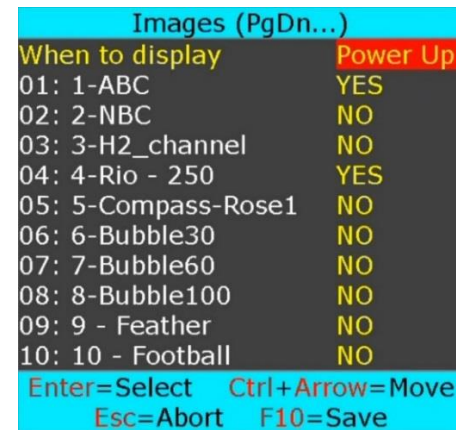 Images (PgDn...)
When to display Power Up
01: 1-ABC YES
02: 2-NBC NO
03: 3-H2_channel NO
04: 4-Rio - 250 YES
05: 5-Compass-Rose1 NO
06: 6-Bubble30 NO
07: 7-Bubble60 NO
08: 8-Bubble100 NO
09: 9 - Feather NO
10: 10 - Football NO
Enter=Select Ctrl+Arrow=Move
Esc=Abort F10=Save